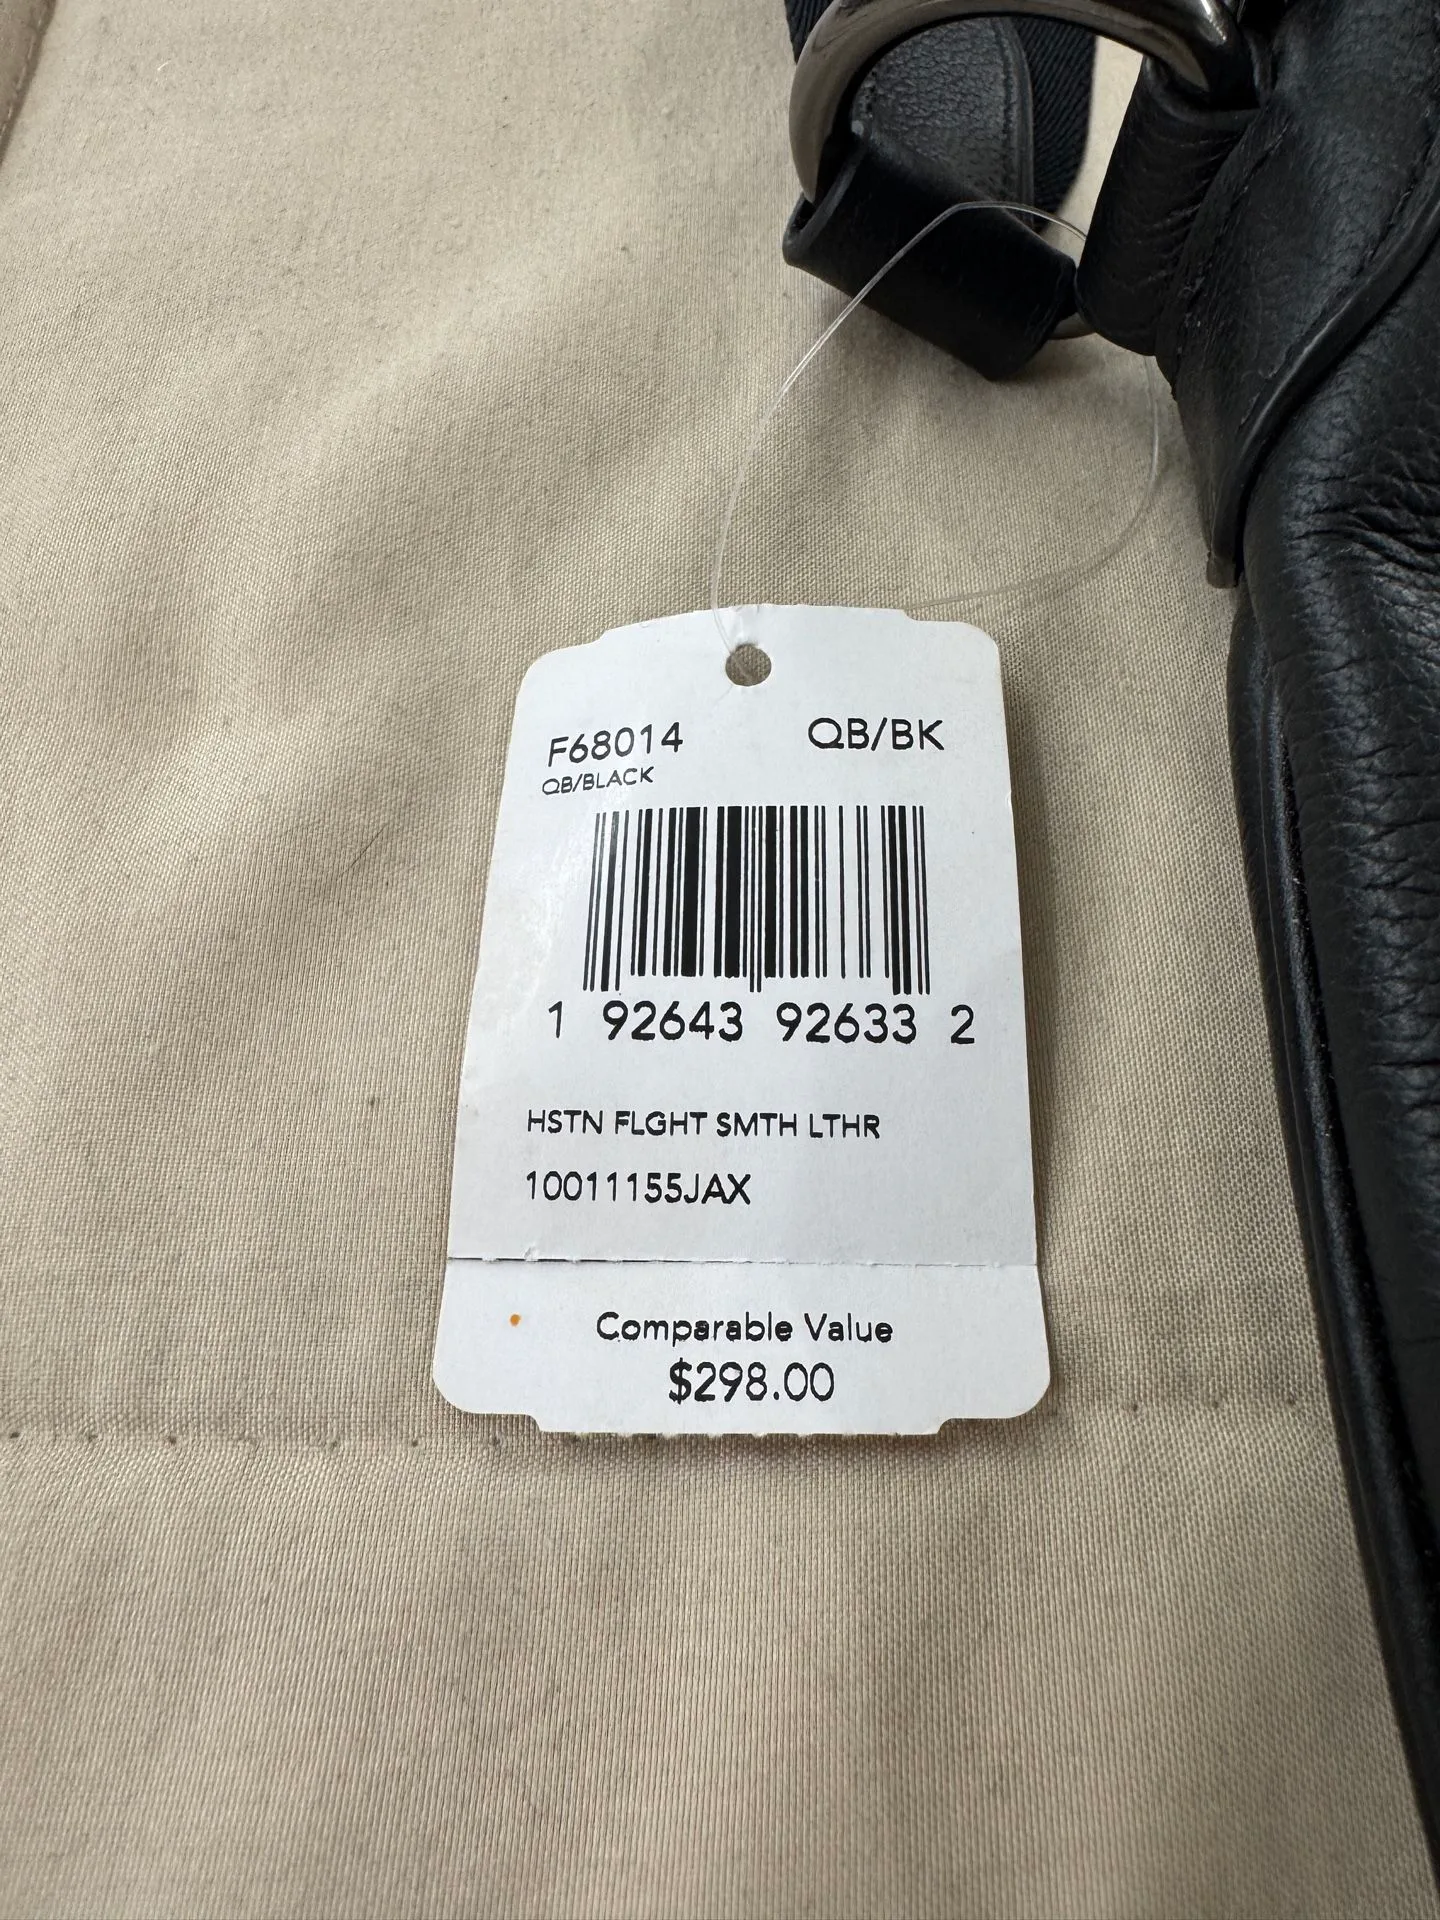 F68014 QB/BK
QB/BLACK
1 92643 92633 2
HSTN FLGHT SMTH LTHR
10011155JAX
Comparable Value
$298.00